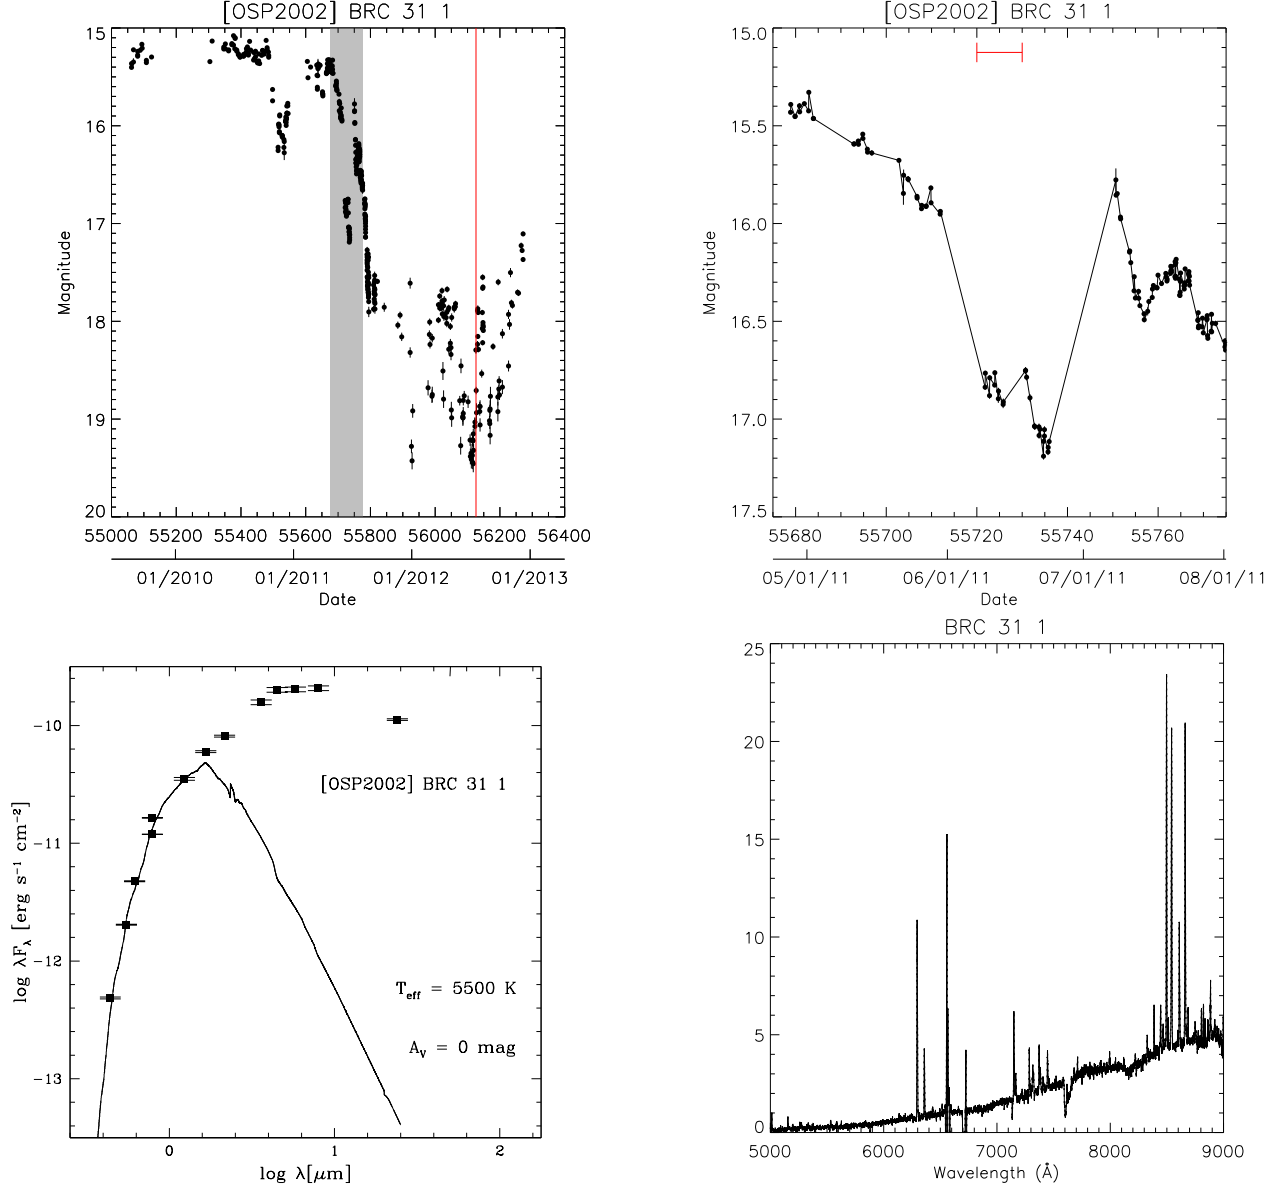 [OSP2002] BRC 31 1
15
16
17
18
19
20
Magnitude
55000 55200 55400 55600 55800 56000 56200 56400
01/2010 01/2011 01/2012 01/2013
Date
[OSP2002] BRC 31 1
15.0
15.5
16.0
16.5
17.0
17.5
Magnitude
55680 55700 55720 55740 55760
05/01/11 06/01/11 07/01/11 08/01/11
Date
−10
−11
−12
−13
log λFλ [erg s⁻¹ cm⁻²]
[OSP2002] BRC 31 1
Teff = 5500 K
AV = 0 mag
0 1 2
log λ[μm]
BRC 31 1
25
20
15
10
5
0
5000 6000 7000 8000 9000
Wavelength (Å)